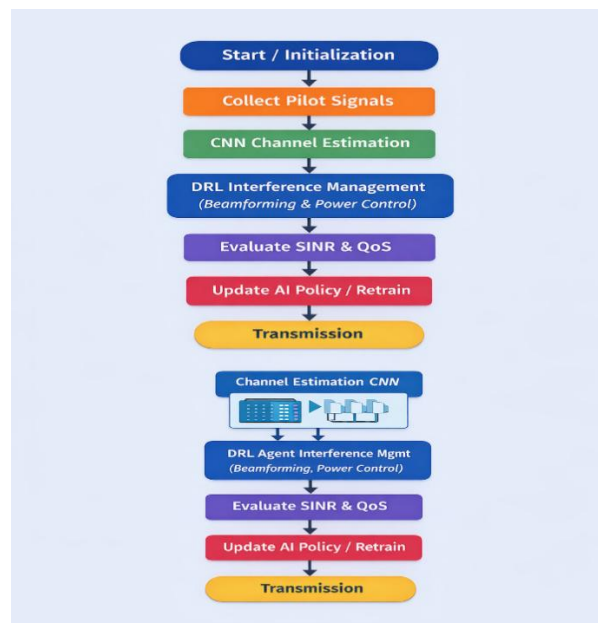 Start / Initialization
Collect Pilot Signals
CNN Channel Estimation
DRL Interference Management
(Beamforming & Power Control)
Evaluate SINR & QoS
Update AI Policy / Retrain
Transmission
Channel Estimation CNN
DRL Agent Interference Mgmt
(Beamforming, Power Control)
Evaluate SINR & QoS
Update AI Policy / Retrain
Transmission